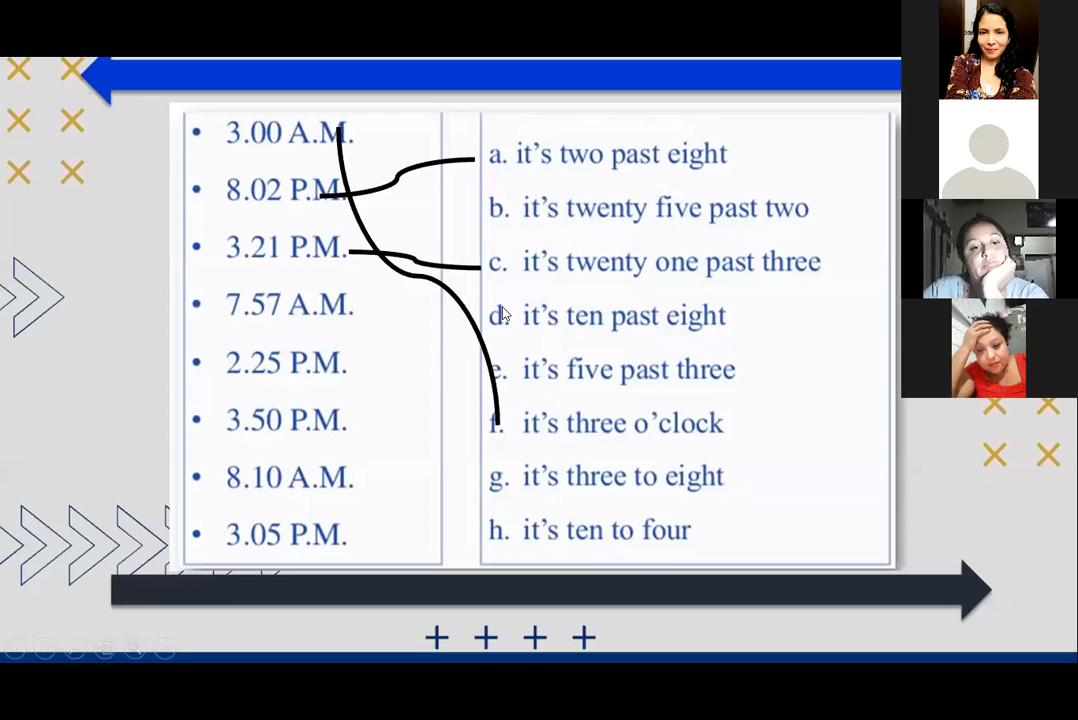 • 3.00 A.M.
• 8.02 P.M.
• 3.21 P.M.
• 7.57 A.M.
• 2.25 P.M.
• 3.50 P.M.
• 8.10 A.M.
• 3.05 P.M.
a. it's two past eight
b. it's twenty five past two
c. it's twenty one past three
d. it's ten past eight
e. it's five past three
f. it's three o'clock
g. it's three to eight
h. it's ten to four